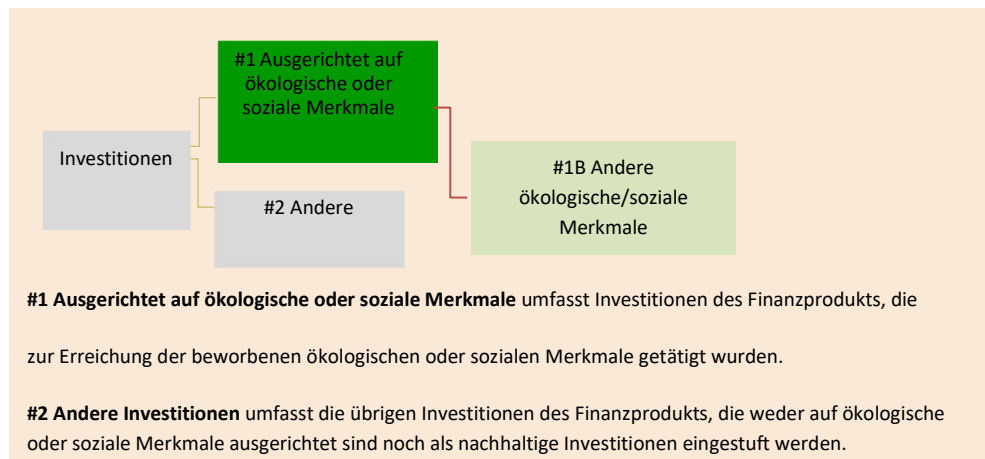 #1 Ausgerichtet auf
ökologische oder
soziale Merkmale
Investitionen
#2 Andere
#1B Andere
ökologische/soziale
Merkmale
#1 Ausgerichtet auf ökologische oder soziale Merkmale umfasst Investitionen des Finanzprodukts, die
zur Erreichung der beworbenen ökologischen oder sozialen Merkmale getätigt wurden.
#2 Andere Investitionen umfasst die übrigen Investitionen des Finanzprodukts, die weder auf ökologische
oder soziale Merkmale ausgerichtet sind noch als nachhaltige Investitionen eingestuft werden.